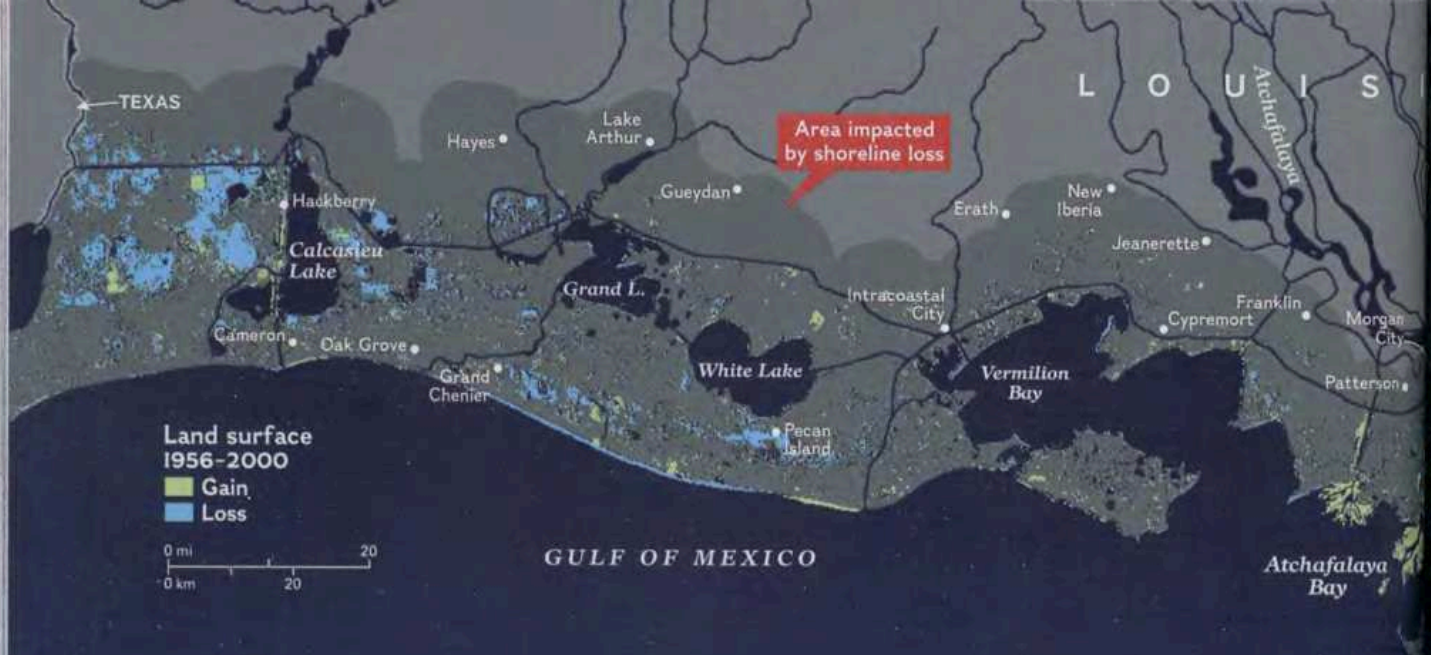 TEXAS
L O U I S
Atchafalaya
Area impacted
by shoreline loss
Hayes
Lake
Arthur
Gueydan
Erath
New
Iberia
Jeanerette
Hackberry
Calcasieu
Lake
Grand L.
Intracoastal
City
Franklin
Cypremort
Morgan
City
Cameron
Oak Grove
Grand
Chenier
White Lake
Vermilion
Bay
Patterson
Pecan
Island
Land surface
1956–2000
Gain
Loss
0 mi 20
0 km 20
GULF OF MEXICO
Atchafalaya
Bay